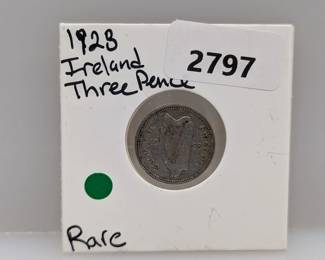 1928
Ireland
Three Pence
2797
Rare